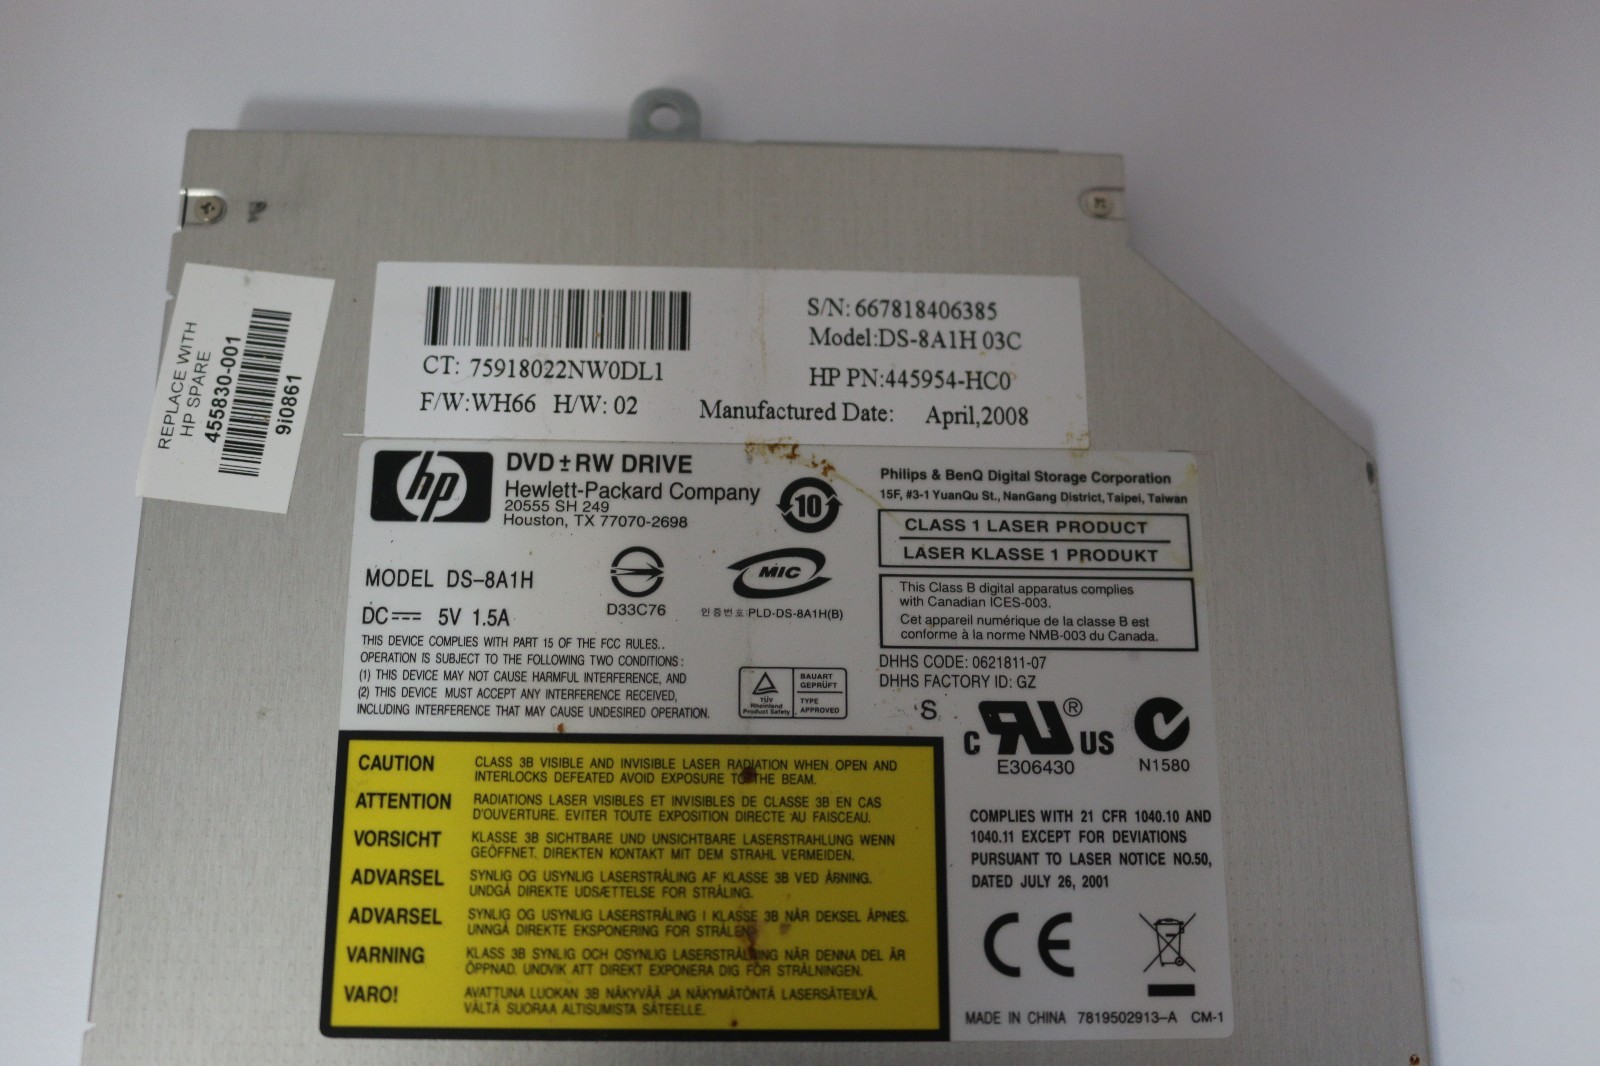 REPLACE WITH
HP SPARE
455830-001
9i0861
CT: 75918022NW0DL1
F/W:WH66 H/W: 02
S/N: 667818406385
Model:DS-8A1H 03C
HP PN:445954-HC0
Manufactured Date: April,2008
hp
DVD±RW DRIVE
Hewlett-Packard Company
20555 SH 249
Houston, TX 77070-2698
10
MODEL DS-8A1H
DC 5V 1.5A
D33C76
MIC
인증번호:PLD-DS-8A1H(B)
THIS DEVICE COMPLIES WITH PART 15 OF THE FCC RULES..
OPERATION IS SUBJECT TO THE FOLLOWING TWO CONDITIONS:
(1) THIS DEVICE MAY NOT CAUSE HARMFUL INTERFERENCE, AND
(2) THIS DEVICE MUST ACCEPT ANY INTERFERENCE RECEIVED,
INCLUDING INTERFERENCE THAT MAY CAUSE UNDESIRED OPERATION.
TÜV
Rheinland
Product Safety
BAUART
GEPRÜFT
TYPE
APPROVED
Philips & BenQ Digital Storage Corporation
15F, #3-1 YuanQu St., NanGang District, Taipei, Taiwan
CLASS 1 LASER PRODUCT
LASER KLASSE 1 PRODUKT
This Class B digital apparatus complies
with Canadian ICES-003.
Cet appareil numérique de la classe B est
conforme à la norme NMB-003 du Canada.
DHHS CODE: 0621811-07
DHHS FACTORY ID: GZ
'S
C RU ® US
E306430
N1580
COMPLIES WITH 21 CFR 1040.10 AND
1040.11 EXCEPT FOR DEVIATIONS
PURSUANT TO LASER NOTICE NO.50,
DATED JULY 26, 2001
CE
MADE IN CHINA 7819502913-A CM-1
CAUTION CLASS 3B VISIBLE AND INVISIBLE LASER RADIATION WHEN OPEN AND
INTERLOCKS DEFEATED AVOID EXPOSURE TO THE BEAM.
ATTENTION RADIATIONS LASER VISIBLES ET INVISIBLES DE CLASSE 3B EN CAS
D'OUVERTURE. EVITER TOUTE EXPOSITION DIRECTE AU FAISCEAU.
VORSICHT KLASSE 3B SICHTBARE UND UNSICHTBARE LASERSTRAHLUNG WENN
GEÖFFNET. DIREKTEN KONTAKT MIT DEM STRAHL VERMEIDEN.
ADVARSEL SYNLIG OG USYNLIG LASERSTRÅLING AF KLASSE 3B VED ÅBNING.
UNDGÅ DIREKTE UDSÆTTELSE FOR STRÅLING.
ADVARSEL SYNLIG OG USYNLIG LASERSTRÅLING I KLASSE 3B NÅR DEKSEL ÅPNES.
UNNGÅ DIREKTE EKSPONERING FOR STRÅLEN.
VARNING KLASS 3B SYNLIG OCH OSYNLIG LASERSTRÅLNING NÄR DENNA DEL ÄR
ÖPPNAD. UNDVIK ATT DIREKT EXPONERA DIG FÖR STRÅLNINGEN.
VARO! AVATTUNA LUOKAN 3B NÄKYVÄÄ JA NÄKYMÄTÖNTÄ LASERSÄTEILYÄ.
VÄLTÄ SUORAA ALTISUMISTA SÄTEELLE.